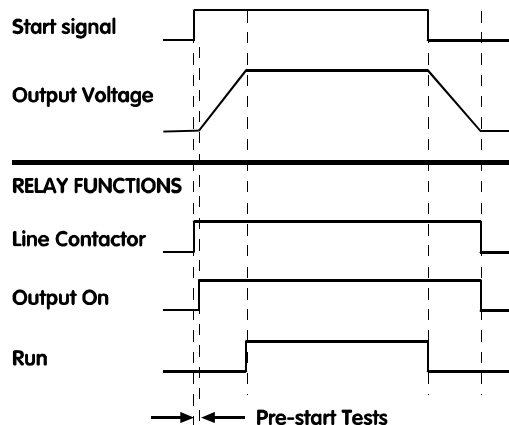 Start signal
Output Voltage
RELAY FUNCTIONS
Line Contactor
Output On
Run
Pre-start Tests